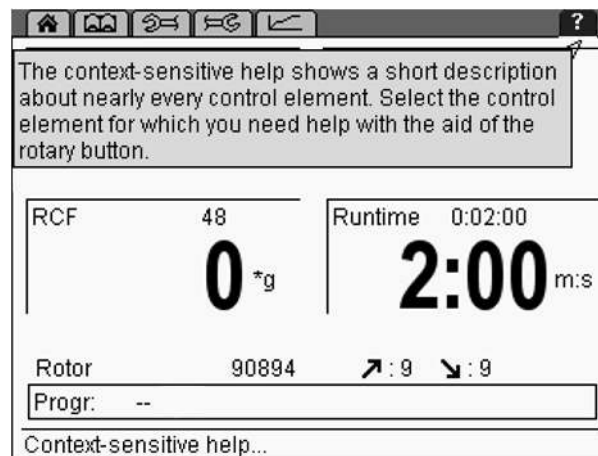 ?
The context-sensitive help shows a short description
about nearly every control element. Select the control
element for which you need help with the aid of the
rotary button.
RCF 48
0 *g
Runtime 0:02:00
2:00 m:s
Rotor 90894 ↗: 9 ↘: 9
Progr: --
Context-sensitive help...